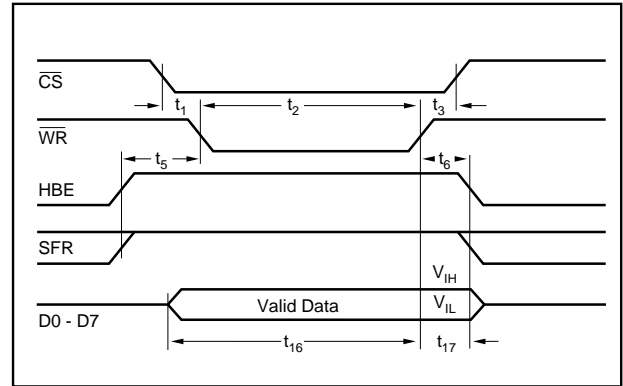 CS
t1 t2 t3
WR
t5 t6
HBE
SFR
VIH
Valid Data VIL
D0 - D7
t16 t17